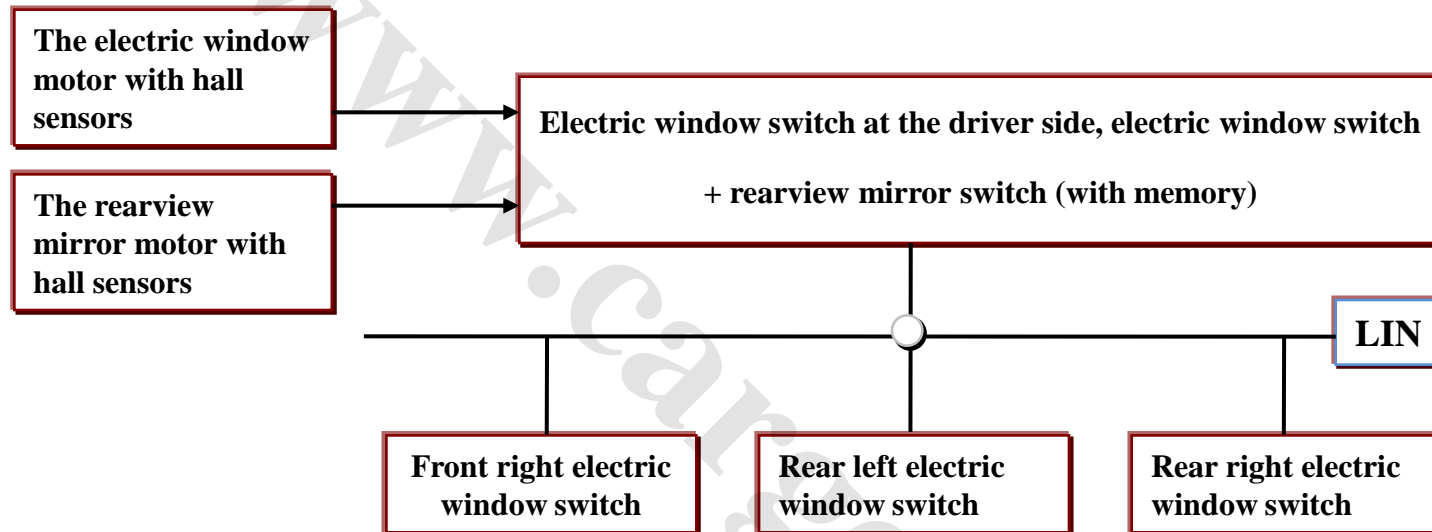 The electric window
motor with hall
sensors
Electric window switch at the driver side, electric window switch
+ rearview mirror switch (with memory)
The rearview
mirror motor with
hall sensors
LIN
Front right electric
window switch
Rear left electric
window switch
Rear right electric
window switch
www.carge